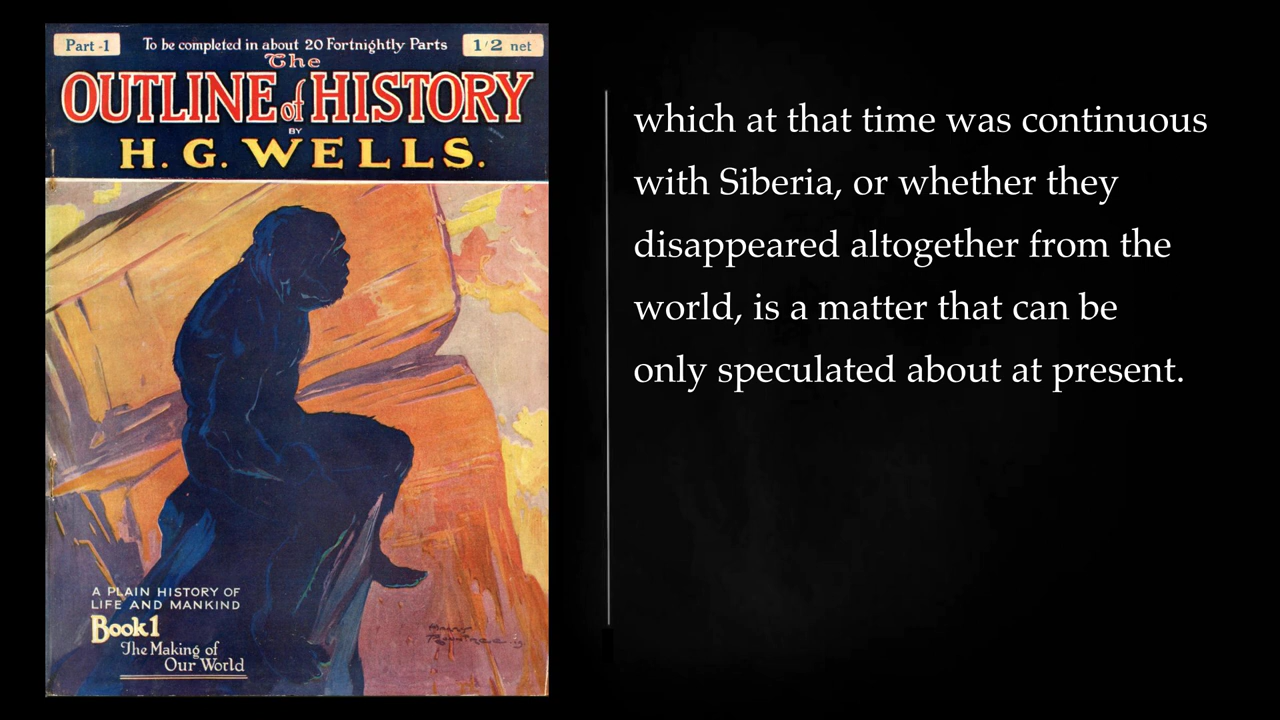 Part -1
To be completed in about 20 Fortnightly Parts
1/2 net
The
OUTLINE of HISTORY
BY
H. G. WELLS.
A PLAIN HISTORY OF
LIFE AND MANKIND
Book 1
The Making of
Our World
which at that time was continuous
with Siberia, or whether they
disappeared altogether from the
world, is a matter that can be
only speculated about at present.